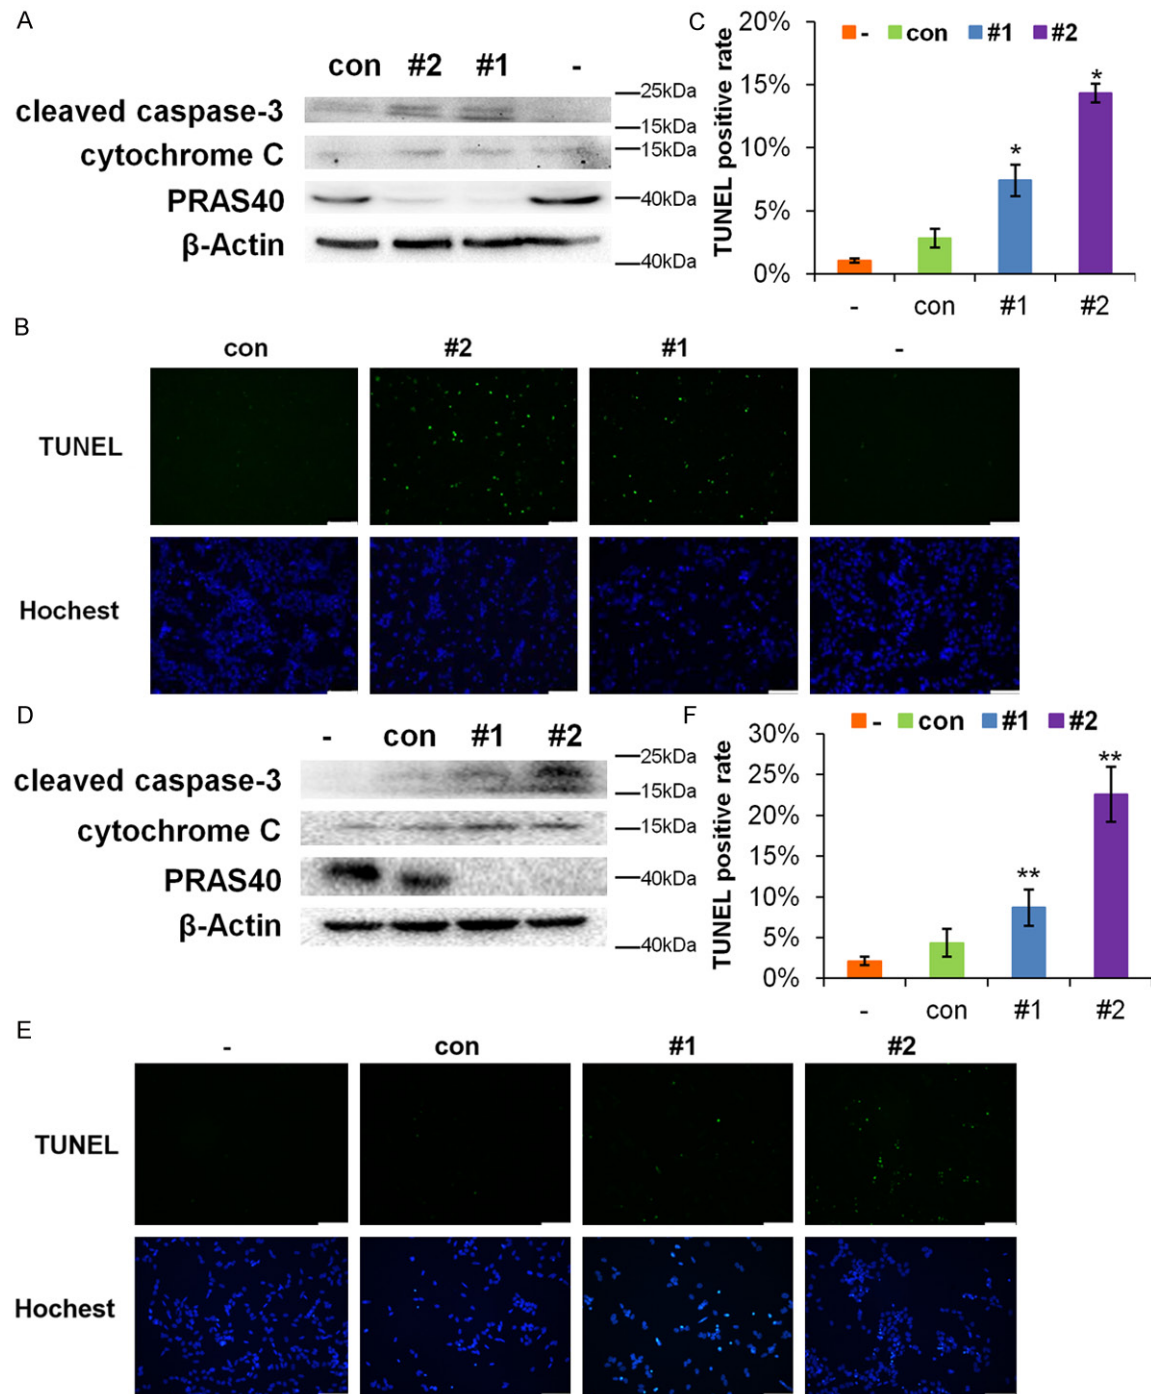 A
con #2 #1 -
cleaved caspase-3
25kDa
15kDa
cytochrome C
15kDa
PRAS40
40kDa
β-Actin
40kDa
C
- con #1 #2
TUNEL positive rate
20%
15%
10%
5%
0%
*
*
- con #1 #2
B
con #2 #1 -
TUNEL
Hochest
D
- con #1 #2
cleaved caspase-3
25kDa
15kDa
cytochrome C
15kDa
PRAS40
40kDa
β-Actin
40kDa
F
- con #1 #2
TUNEL positive rate
30%
25%
20%
15%
10%
5%
0%
**
**
- con #1 #2
E
- con #1 #2
TUNEL
Hochest